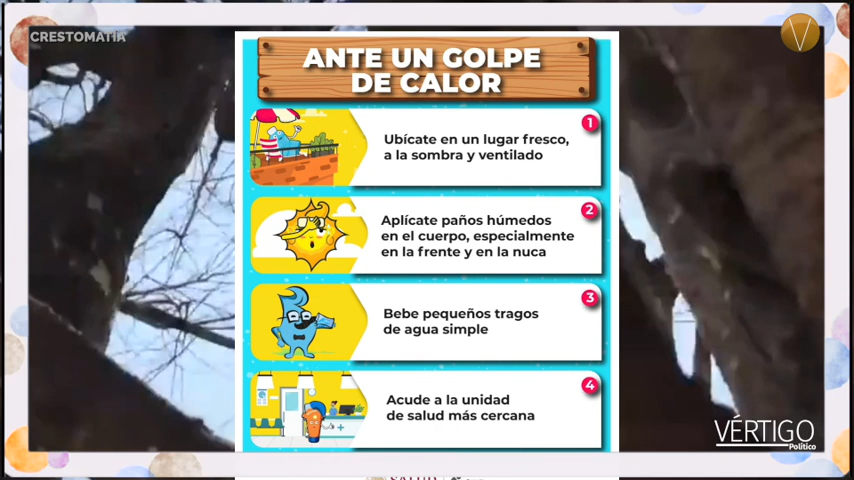 CRESTOMATÍA
V
ANTE UN GOLPE
DE CALOR
1
Ubícate en un lugar fresco,
a la sombra y ventilado
2
Aplícate paños húmedos
en el cuerpo, especialmente
en la frente y en la nuca
3
Bebe pequeños tragos
de agua simple
4
Acude a la unidad
de salud más cercana
VÉRTIGO
Político